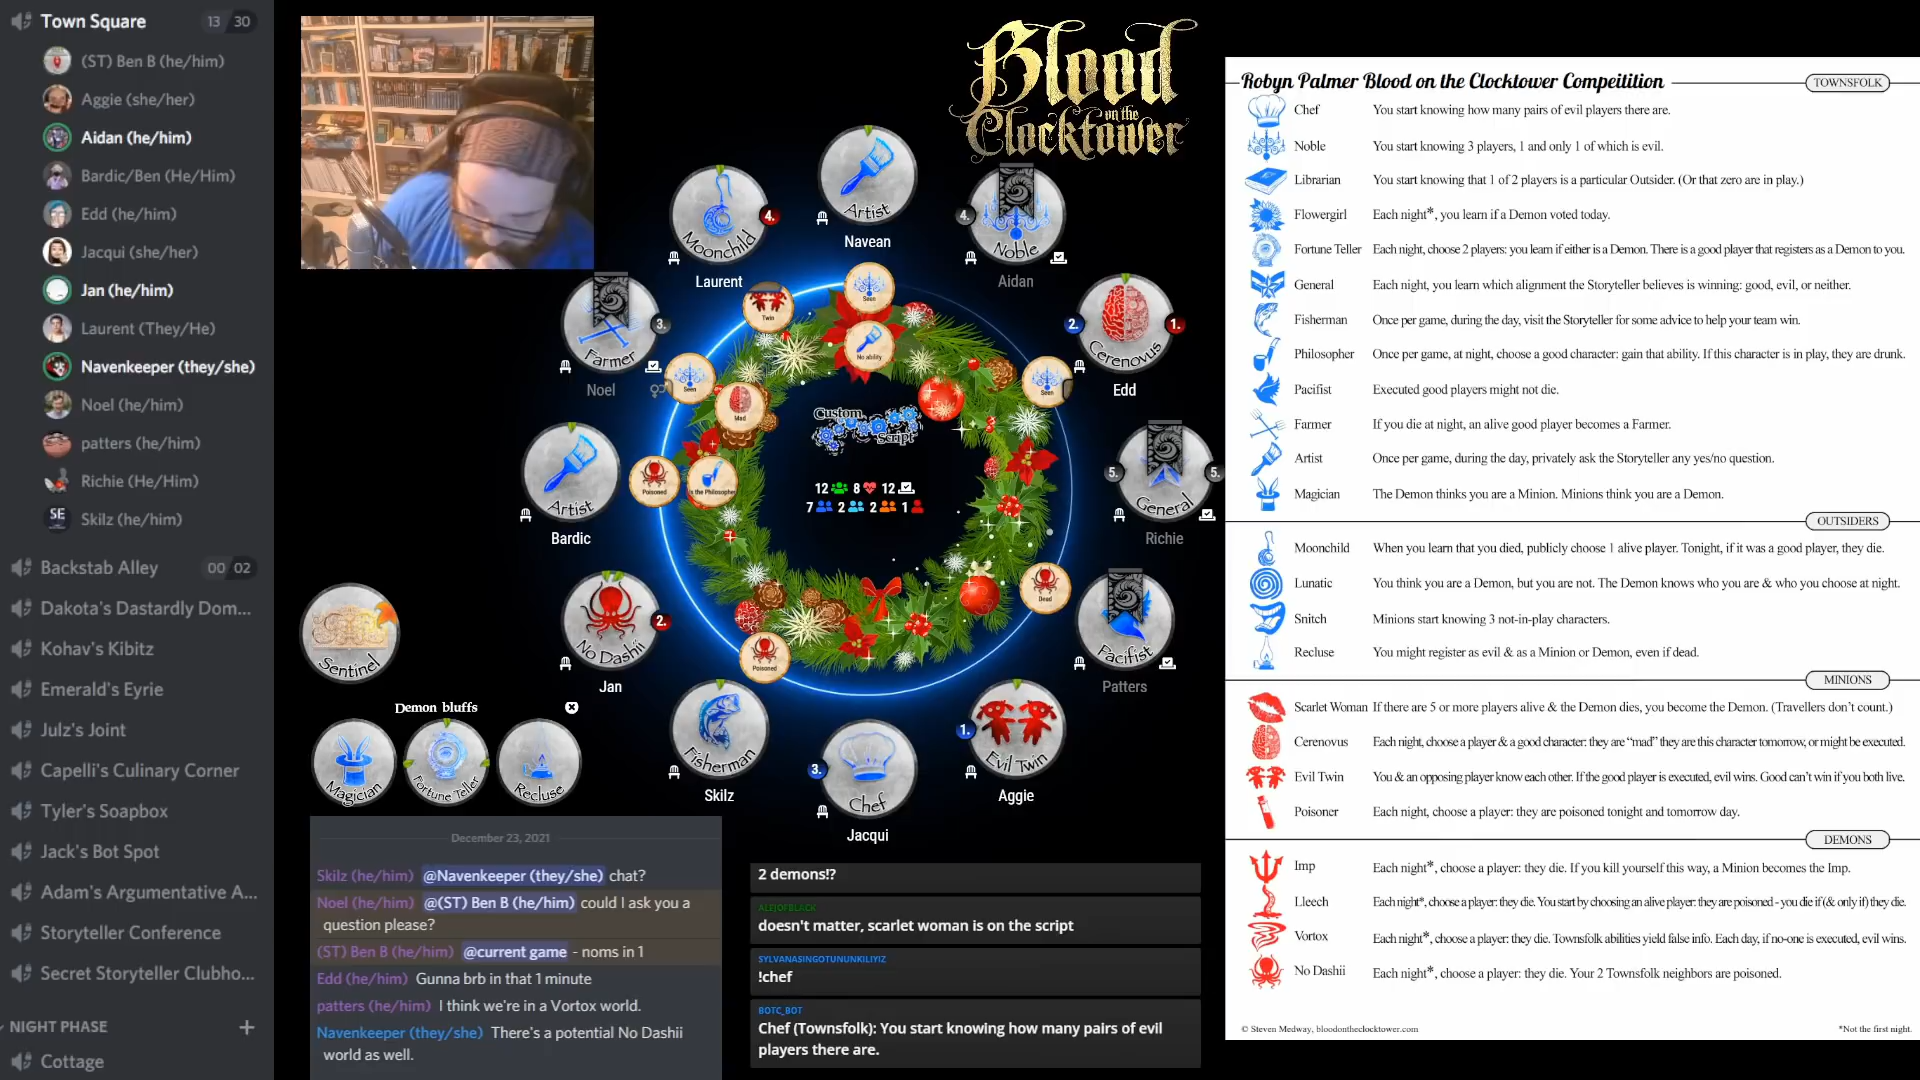 Town Square 13 30
(ST) Ben B (he/him)
Aggie (she/her)
Aidan (he/him)
Bardic/Ben (He/Him)
Edd (he/him)
Jacqui (she/her)
Jan (he/him)
Laurent (They/He)
Navenkeeper (they/she)
Noel (he/him)
patters (he/him)
Richie (He/Him)
SE Skilz (he/him)
Backstab Alley 00 02
Dakota's Dastardly Dom...
Kohav's Kibitz
Emerald's Eyrie
Julz's Joint
Capelli's Culinary Corner
Tyler's Soapbox
Jack's Bot Spot
Adam's Argumentative A...
Storyteller Conference
Secret Storyteller Clubho...
NIGHT PHASE +
Cottage
Blood
on the
Clocktower
Artist
Navean
Moonchild
4.
Laurent
Noble
4.
Aidan
Farmer
3.
Noel
Cerenovus
2.
1.
Edd
Artist
Bardic
General
5.
5.
Richie
No Dashii
2.
Jan
Pacifist
Patters
Fisherman
Skilz
3.
Chef
Jacqui
1.
Evil Twin
Aggie
Twin
Seen
No ability
Seen
Mad
Seen
Poisoned
Is the Philosopher
Dead
Poisoned
Custom
Script
12 8 12
7 2 2 1
Sentinel
Demon bluffs
Magician
Fortune Teller
Recluse
December 23, 2021
Skilz (he/him) @Navenkeeper (they/she) chat?
Noel (he/him) @(ST) Ben B (he/him) could I ask you a
question please?
(ST) Ben B (he/him) @current game - noms in 1
Edd (he/him) Gunna brb in that 1 minute
patters (he/him) I think we're in a Vortox world.
Navenkeeper (they/she) There's a potential No Dashii
world as well.
2 demons!?
ALEJOFBLACK
doesn't matter, scarlet woman is on the script
SYLVANASINGOTUNUNKILIYIZ
!chef
BOTC_BOT
Chef (Townsfolk): You start knowing how many pairs of evil
players there are.
Robyn Palmer Blood on the Clocktower Compeitition TOWNSFOLK
Chef You start knowing how many pairs of evil players there are.
Noble You start knowing 3 players, 1 and only 1 of which is evil.
Librarian You start knowing that 1 of 2 players is a particular Outsider. (Or that zero are in play.)
Flowergirl Each night*, you learn if a Demon voted today.
Fortune Teller Each night, choose 2 players: you learn if either is a Demon. There is a good player that registers as a Demon to you.
General Each night, you learn which alignment the Storyteller believes is winning: good, evil, or neither.
Fisherman Once per game, during the day, visit the Storyteller for some advice to help your team win.
Philosopher Once per game, at night, choose a good character: gain that ability. If this character is in play, they are drunk.
Pacifist Executed good players might not die.
Farmer If you die at night, an alive good player becomes a Farmer.
Artist Once per game, during the day, privately ask the Storyteller any yes/no question.
Magician The Demon thinks you are a Minion. Minions think you are a Demon.
OUTSIDERS
Moonchild When you learn that you died, publicly choose 1 alive player. Tonight, if it was a good player, they die.
Lunatic You think you are a Demon, but you are not. The Demon knows who you are & who you choose at night.
Snitch Minions start knowing 3 not-in-play characters.
Recluse You might register as evil & as a Minion or Demon, even if dead.
MINIONS
Scarlet Woman If there are 5 or more players alive & the Demon dies, you become the Demon. (Travellers don't count.)
Cerenovus Each night, choose a player & a good character: they are "mad" they are this character tomorrow, or might be executed.
Evil Twin You & an opposing player know each other. If the good player is executed, evil wins. Good can't win if you both live.
Poisoner Each night, choose a player: they are poisoned tonight and tomorrow day.
DEMONS
Imp Each night*, choose a player: they die. If you kill yourself this way, a Minion becomes the Imp.
Lleech Each night*, choose a player: they die. You start by choosing an alive player: they are poisoned - you die if (& only if) they die.
Vortox Each night*, choose a player: they die. Townsfolk abilities yield false info. Each day, if no-one is executed, evil wins.
No Dashii Each night*, choose a player: they die. Your 2 Townsfolk neighbors are poisoned.
© Steven Medway, bloodontheclocktower.com *Not the first night.